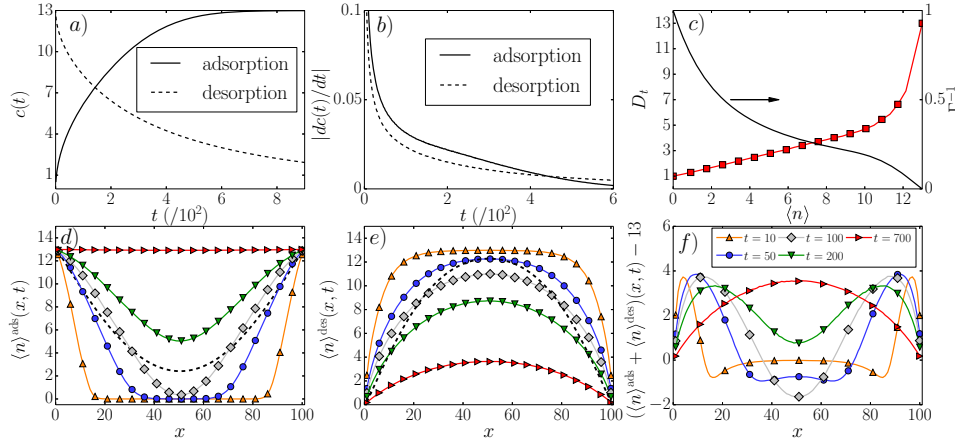 a)
13
10
7
4
1
c(t)
adsorption
desorption
0 2 4 6 8
t (/10²)
b)
0.1
0.05
0
|dc(t)/dt|
adsorption
desorption
0 2 4 6
t (/10²)
c)
13
11
9
7
5
3
1
D_t
1
0.5
0
Γ⁻¹
0 2 4 6 8 10 12
⟨n⟩
d)
14
12
10
8
6
4
2
0
⟨n⟩^ads(x, t)
0 20 40 60 80 100
x
e)
14
12
10
8
6
4
2
0
⟨n⟩^des(x, t)
0 20 40 60 80 100
x
f)
6
4
2
0
−2
(⟨n⟩^ads + ⟨n⟩^des)(x, t) − 13
t = 10 t = 100 t = 700
t = 50 t = 200
0 20 40 60 80 100
x